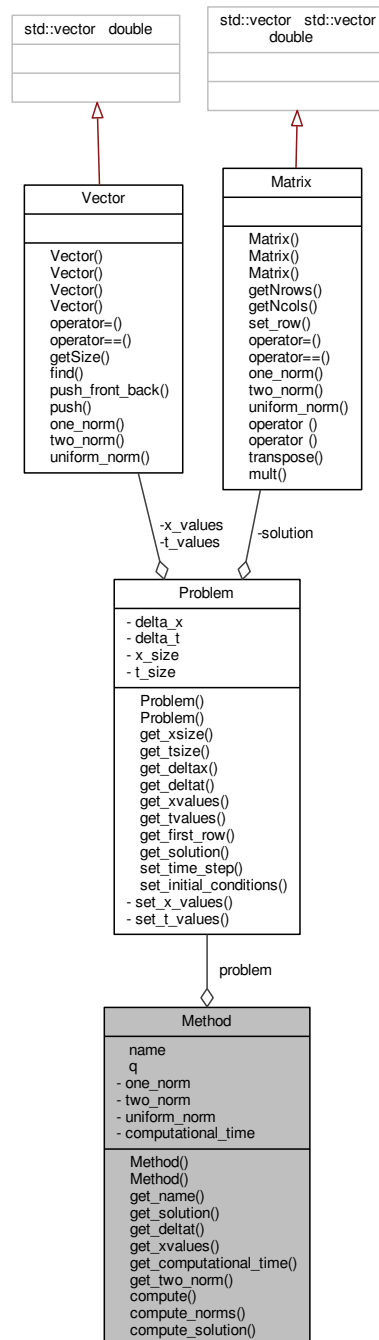 std::vector double
std::vector std::vector
double
Vector
Vector()
Vector()
Vector()
Vector()
operator=()
operator==()
getSize()
find()
push_front_back()
push()
one_norm()
two_norm()
uniform_norm()
Matrix
Matrix()
Matrix()
Matrix()
getNrows()
getNcols()
set_row()
operator=()
operator==()
one_norm()
two_norm()
uniform_norm()
operator ()
operator ()
transpose()
mult()
-x_values
-t_values
-solution
Problem
- delta_x
- delta_t
- x_size
- t_size
Problem()
Problem()
get_xsize()
get_tsize()
get_deltax()
get_deltat()
get_xvalues()
get_tvalues()
get_first_row()
get_solution()
set_time_step()
set_initial_conditions()
- set_x_values()
- set_t_values()
problem
Method
name
q
- one_norm
- two_norm
- uniform_norm
- computational_time
Method()
Method()
get_name()
get_solution()
get_deltat()
get_xvalues()
get_computational_time()
get_two_norm()
compute()
compute_norms()
compute_solution()